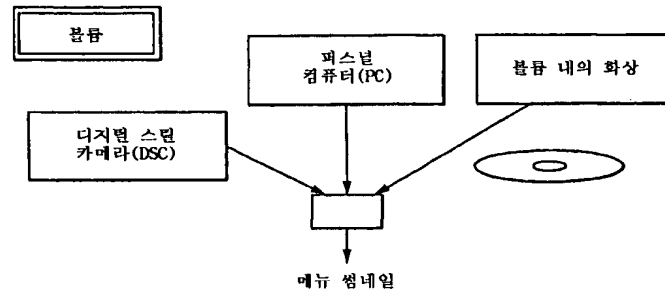 볼륨
퍼스널
컴퓨터(PC)
볼륨 내의 화상
디지털 스틸
카메라(DSC)
메뉴 썸네일